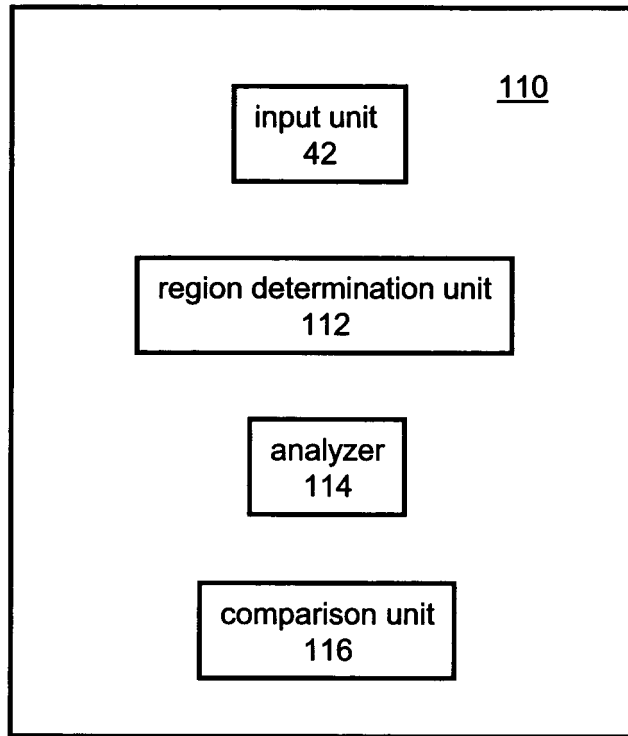 110
input unit
42
region determination unit
112
analyzer
114
comparison unit
116